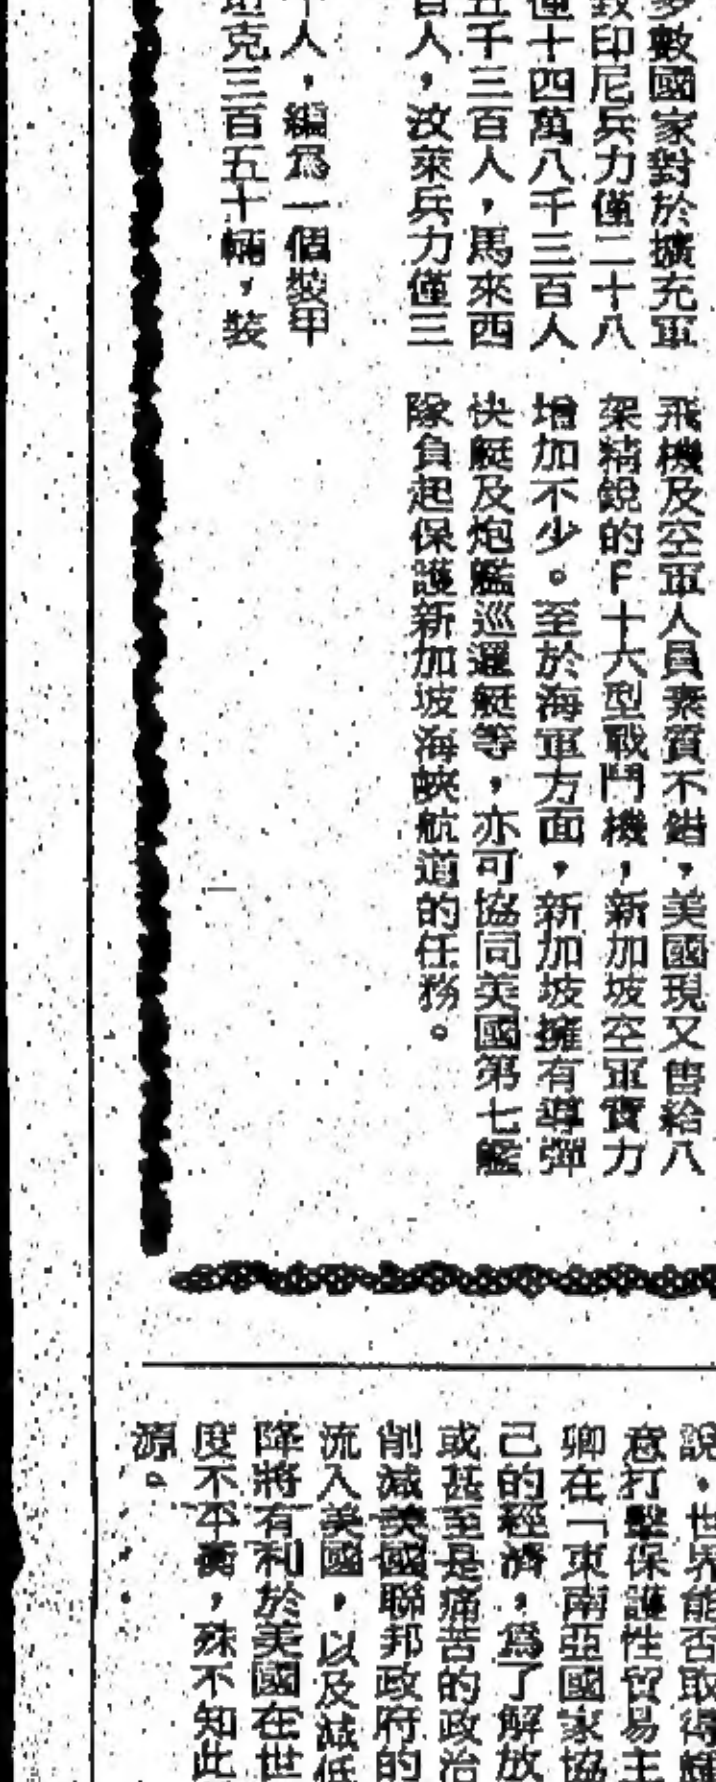 多數國家對於擴充軍
致印尼兵力僅二十八
僅十四萬八千三百人
五千三百人，馬來西
百人，汶萊兵力僅三
人，編爲一個裝甲
坦克三百五十輛，裝
飛機及空軍人員素質不錯，美國現又售給八
架精銳的F十六型戰鬥機，新加坡空軍實力
增加不少。至於海軍方面，新加坡擁有導彈
快艇及炮艦巡邏艇等，亦可協同美國第七艦
隊負起保護新加坡海峽航道的任務。
說，世界能否取得
意打擊保護性貿易主
卿在「東南亞國家協
己的經濟，爲了解放
或甚至是痛苦的政治
削減美國聯邦政府的
流入美國，以及減低
降將有利於美國在世
度不平衡，殊不知此
源。